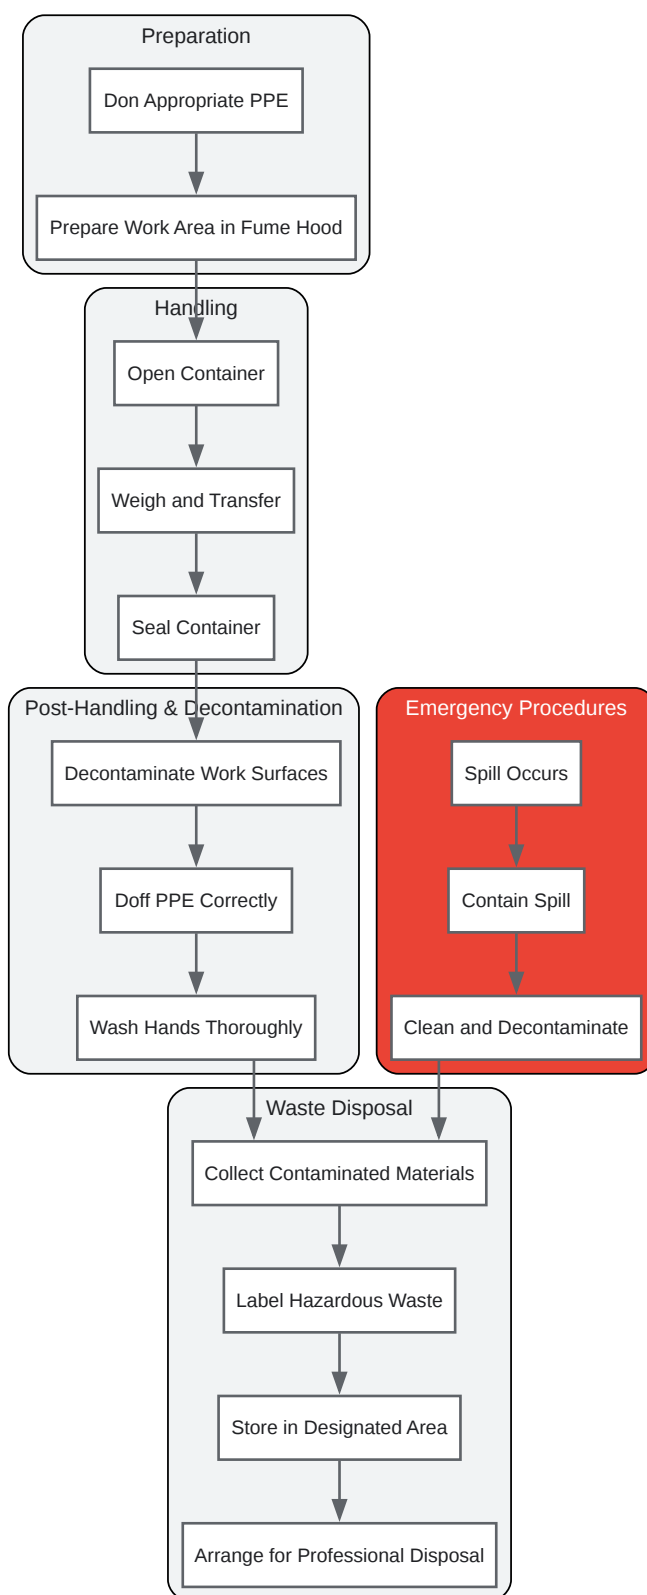 Preparation
Don Appropriate PPE
Prepare Work Area in Fume Hood
Handling
Open Container
Weigh and Transfer
Seal Container
Post-Handling & Decontamination
Decontaminate Work Surfaces
Doff PPE Correctly
Wash Hands Thoroughly
Emergency Procedures
Spill Occurs
Contain Spill
Clean and Decontaminate
Waste Disposal
Collect Contaminated Materials
Label Hazardous Waste
Store in Designated Area
Arrange for Professional Disposal